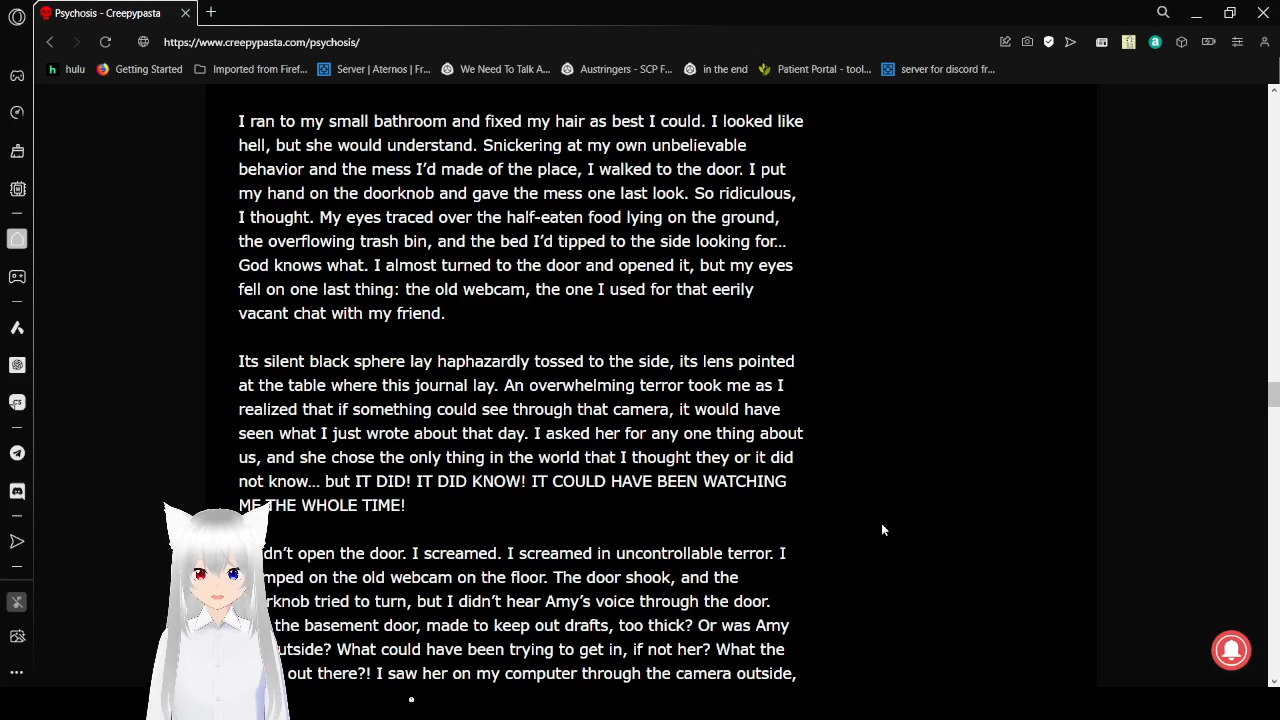 Psychosis - Creepypasta
https://www.creepypasta.com/psychosis/
hulu
Getting Started
Imported from Firef...
Server | Aternos | Fr...
We Need To Talk A...
Austringers - SCP F...
in the end
Patient Portal - tool...
server for discord fr...
I ran to my small bathroom and fixed my hair as best I could. I looked like
hell, but she would understand. Snickering at my own unbelievable
behavior and the mess I’d made of the place, I walked to the door. I put
my hand on the doorknob and gave the mess one last look. So ridiculous,
I thought. My eyes traced over the half-eaten food lying on the ground,
the overflowing trash bin, and the bed I’d tipped to the side looking for…
God knows what. I almost turned to the door and opened it, but my eyes
fell on one last thing: the old webcam, the one I used for that eerily
vacant chat with my friend.
Its silent black sphere lay haphazardly tossed to the side, its lens pointed
at the table where this journal lay. An overwhelming terror took me as I
realized that if something could see through that camera, it would have
seen what I just wrote about that day. I asked her for any one thing about
us, and she chose the only thing in the world that I thought they or it did
not know… but IT DID! IT DID KNOW! IT COULD HAVE BEEN WATCHING
ME THE WHOLE TIME!
dn’t open the door. I screamed. I screamed in uncontrollable terror. I
mped on the old webcam on the floor. The door shook, and the
rknob tried to turn, but I didn’t hear Amy’s voice through the door.
the basement door, made to keep out drafts, too thick? Or was Amy
utside? What could have been trying to get in, if not her? What the
out there?! I saw her on my computer through the camera outside,